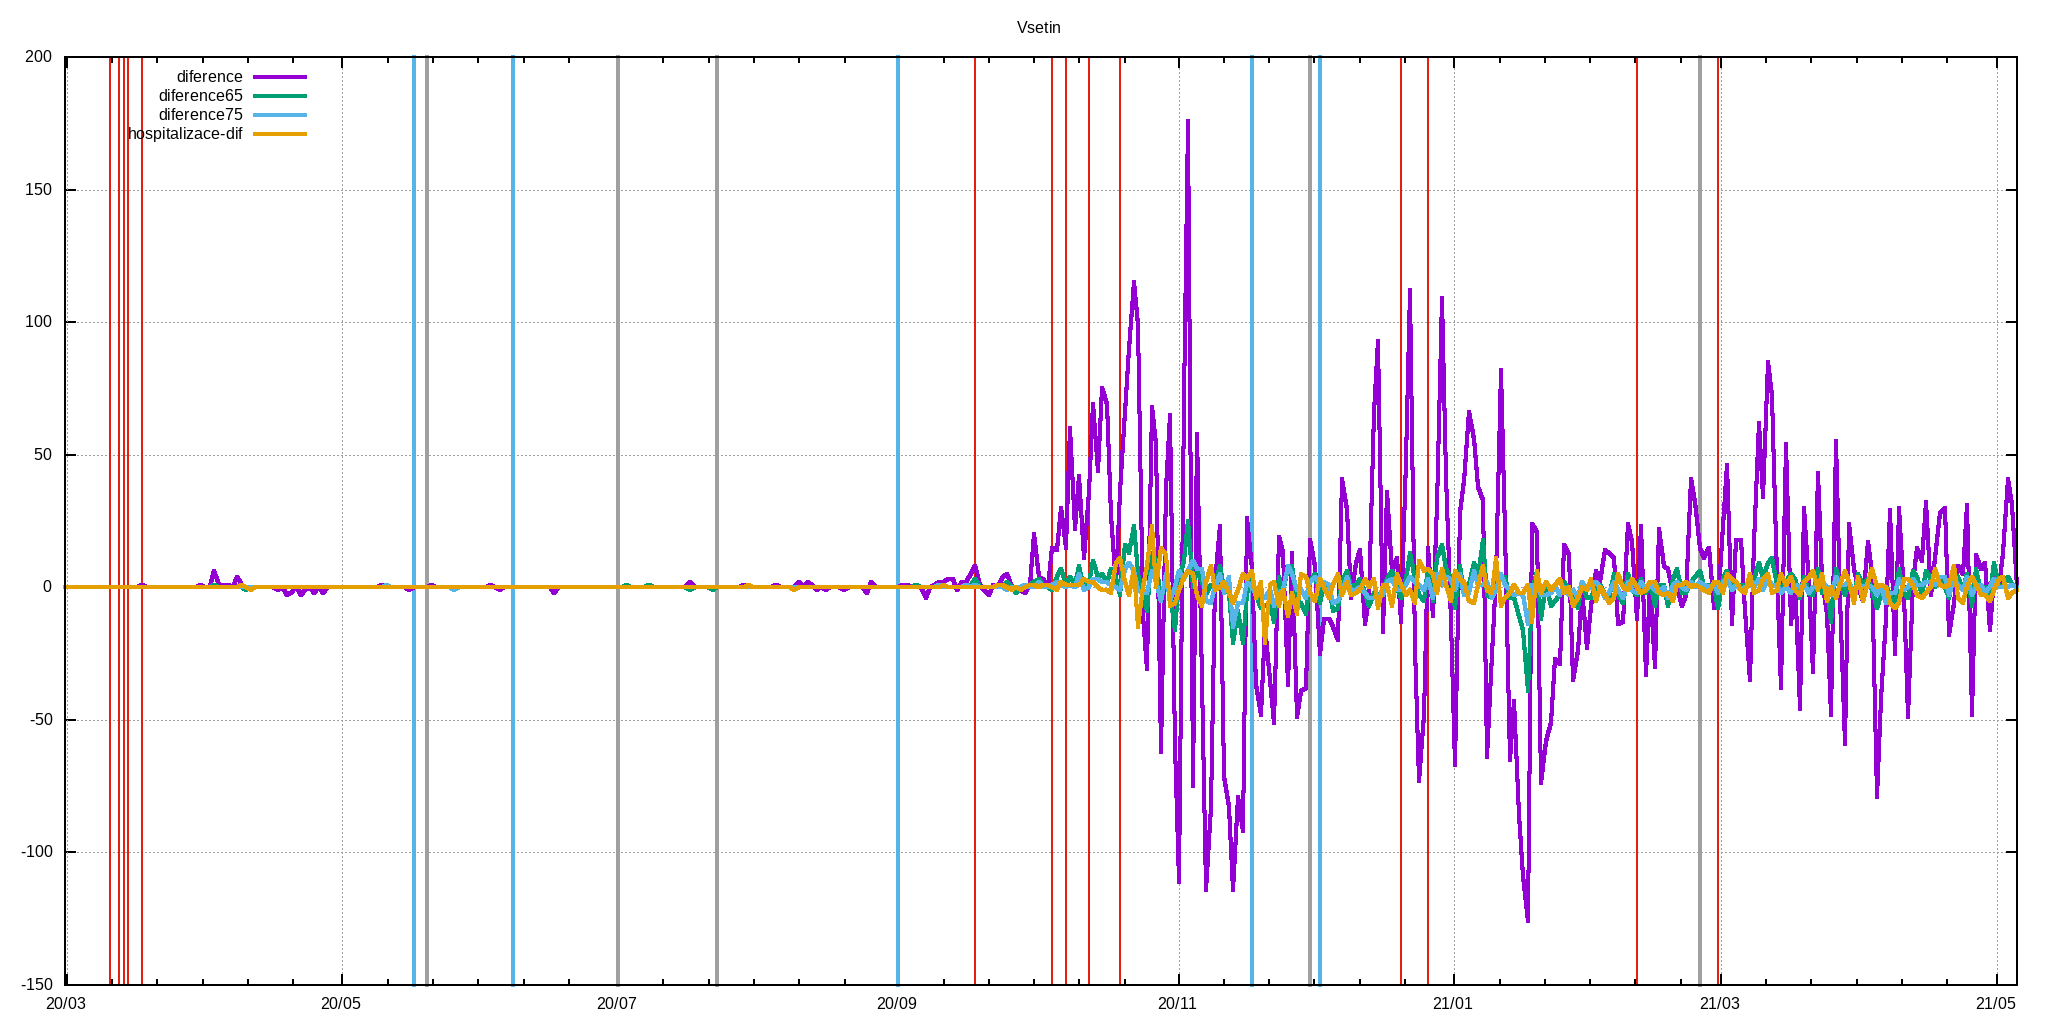 Vsetin
200
150
100
50
0
-50
-100
-150
diference
diference65
diference75
hospitalizace-dif
20/03 20/05 20/07 20/09 20/11 21/01 21/03 21/05